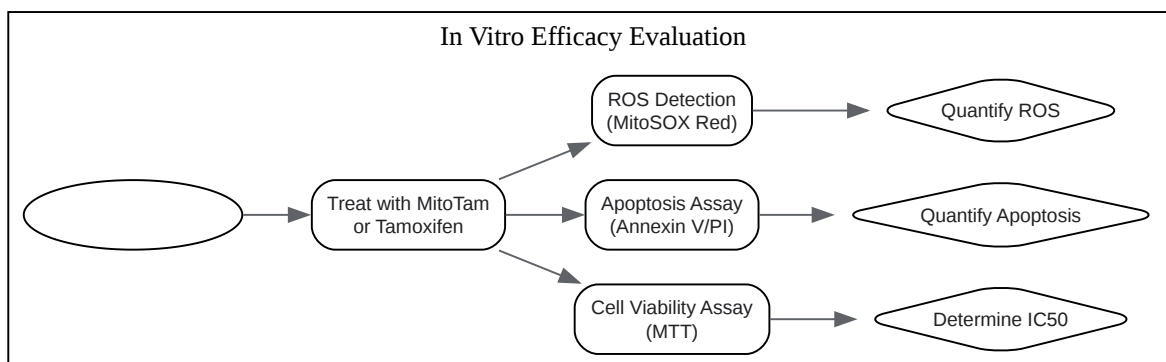 In Vitro Efficacy Evaluation
ROS Detection
(MitoSOX Red)
Quantify ROS
Treat with MitoTam
or Tamoxifen
Apoptosis Assay
(Annexin V/PI)
Quantify Apoptosis
Cell Viability Assay
(MTT)
Determine IC50